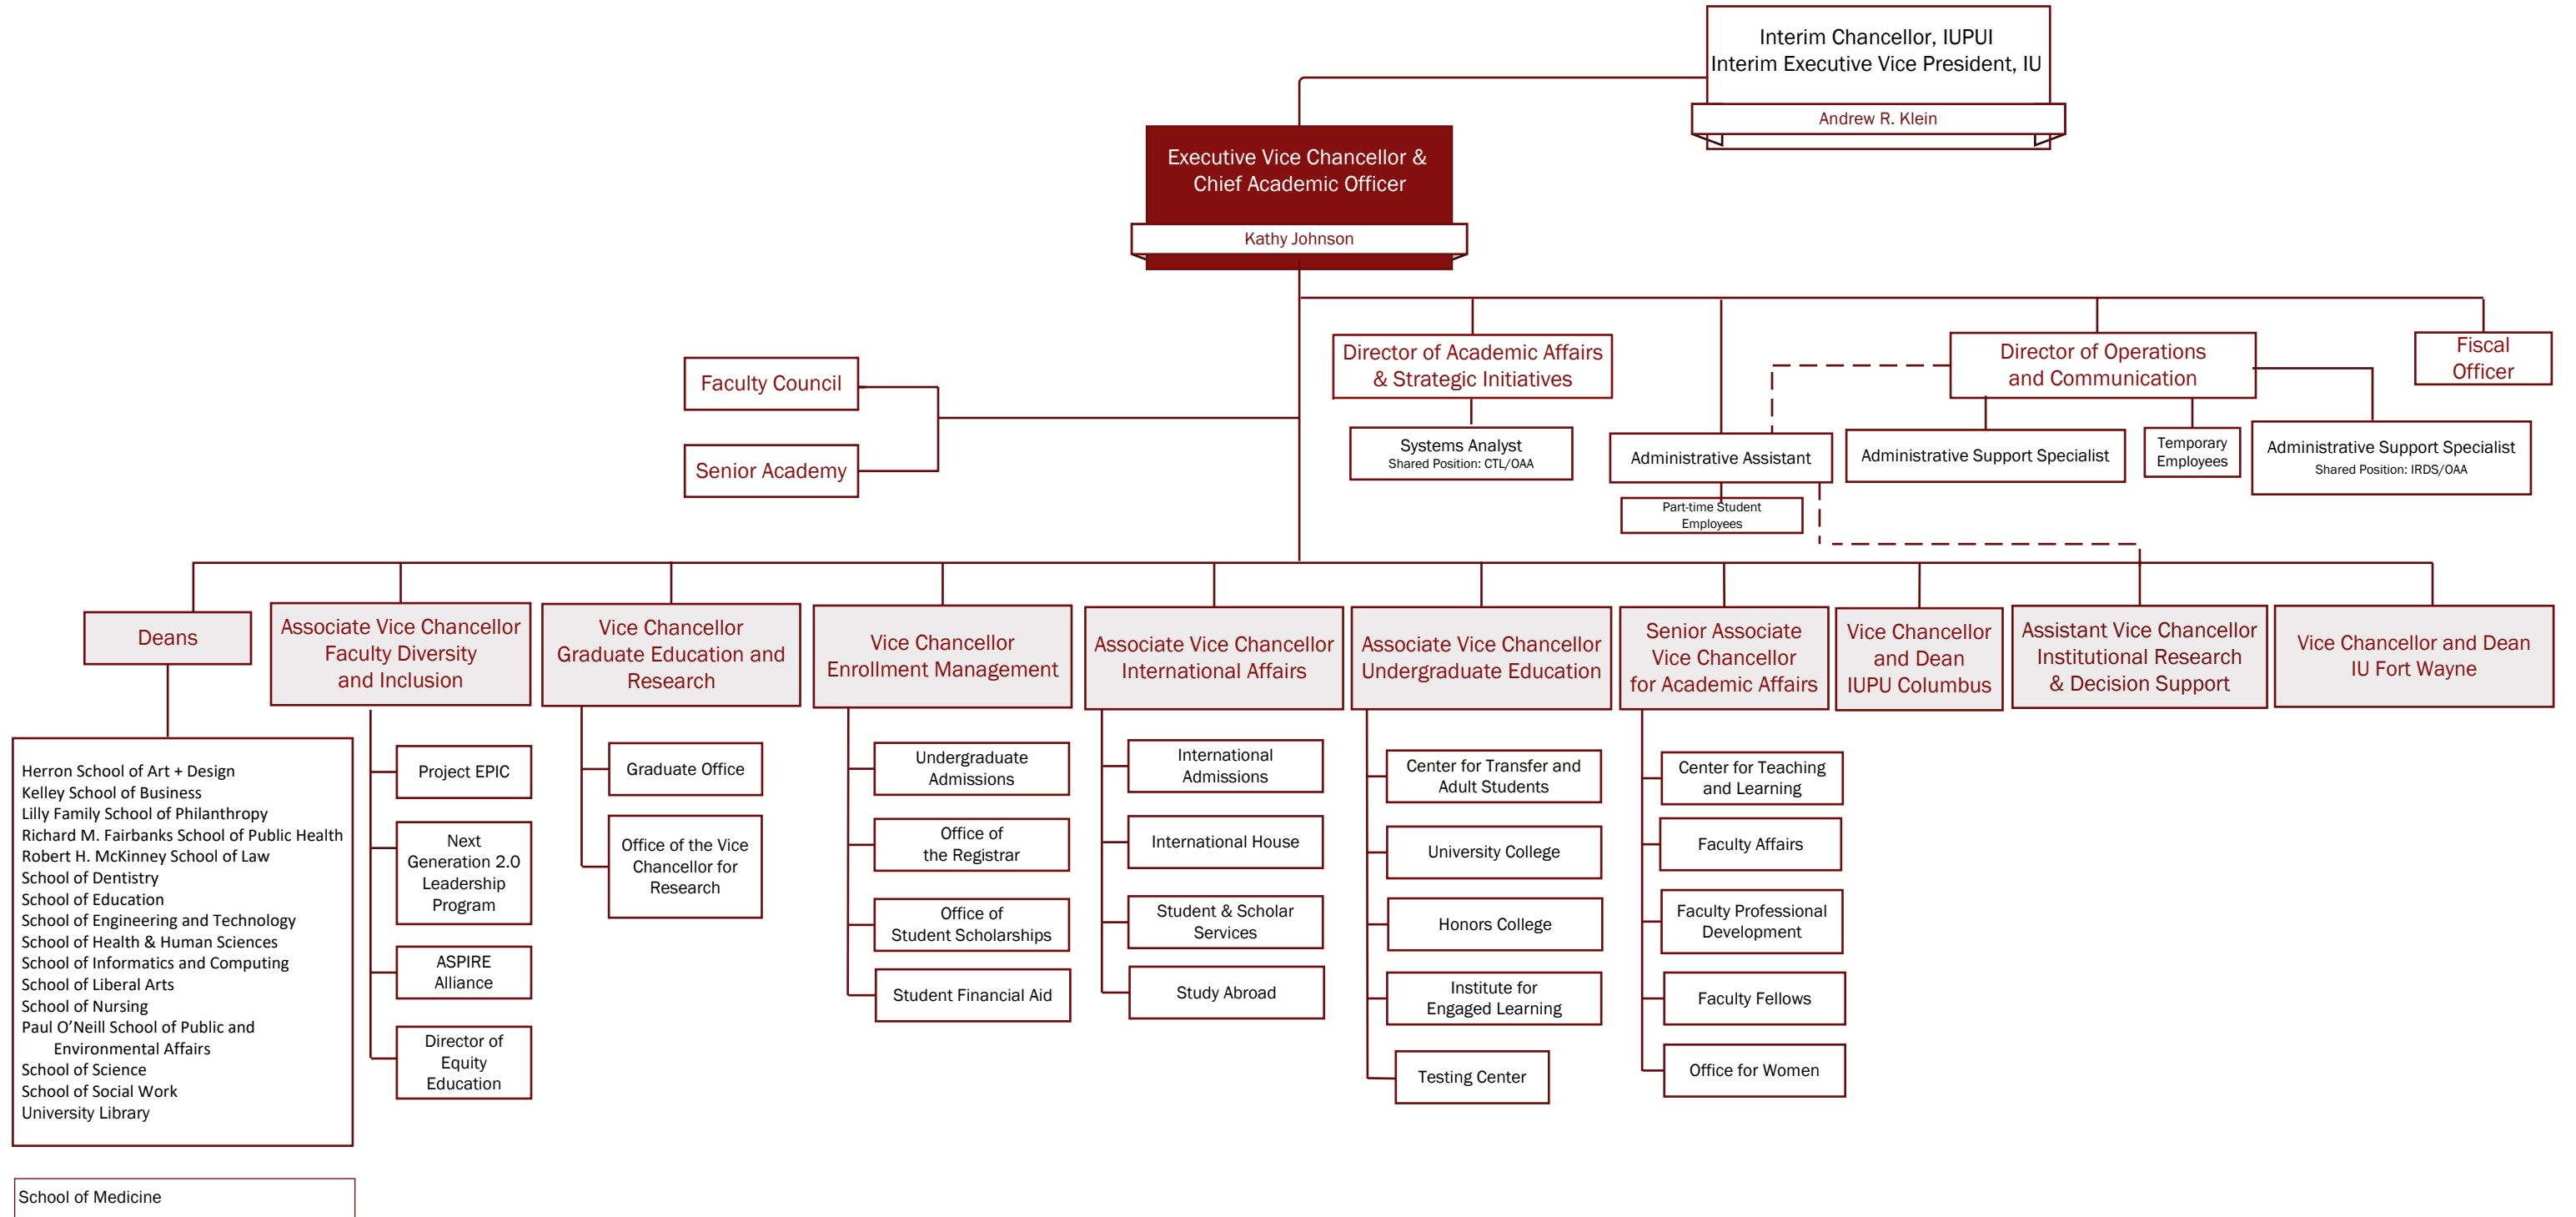 Interim Chancellor, IUPUI
Interim Executive Vice President, IU
Andrew R. Klein
Executive Vice Chancellor &
Chief Academic Officer
Kathy Johnson
Faculty Council
Senior Academy
Director of Academic Affairs
& Strategic Initiatives
Systems Analyst
Shared Position: CTL/OAA
Administrative Assistant
Part-time Student
Employees
Director of Operations
and Communication
Administrative Support Specialist
Temporary
Employees
Administrative Support Specialist
Shared Position: IRDS/OAA
Fiscal
Officer
Deans
Herron School of Art + Design
Kelley School of Business
Lilly Family School of Philanthropy
Richard M. Fairbanks School of Public Health
Robert H. McKinney School of Law
School of Dentistry
School of Education
School of Engineering and Technology
School of Health & Human Sciences
School of Informatics and Computing
School of Liberal Arts
School of Nursing
Paul O’Neill School of Public and
Environmental Affairs
School of Science
School of Social Work
University Library
School of Medicine
Associate Vice Chancellor
Faculty Diversity
and Inclusion
Project EPIC
Next
Generation 2.0
Leadership
Program
ASPIRE
Alliance
Director of
Equity
Education
Vice Chancellor
Graduate Education and
Research
Graduate Office
Office of the Vice
Chancellor for
Research
Vice Chancellor
Enrollment Management
Undergraduate
Admissions
Office of
the Registrar
Office of
Student Scholarships
Student Financial Aid
Associate Vice Chancellor
International Affairs
International
Admissions
International House
Student & Scholar
Services
Study Abroad
Associate Vice Chancellor
Undergraduate Education
Center for Transfer and
Adult Students
University College
Honors College
Institute for
Engaged Learning
Testing Center
Senior Associate
Vice Chancellor
for Academic Affairs
Center for Teaching
and Learning
Faculty Affairs
Faculty Professional
Development
Faculty Fellows
Office for Women
Vice Chancellor
and Dean
IUPU Columbus
Assistant Vice Chancellor
Institutional Research
& Decision Support
Vice Chancellor and Dean
IU Fort Wayne